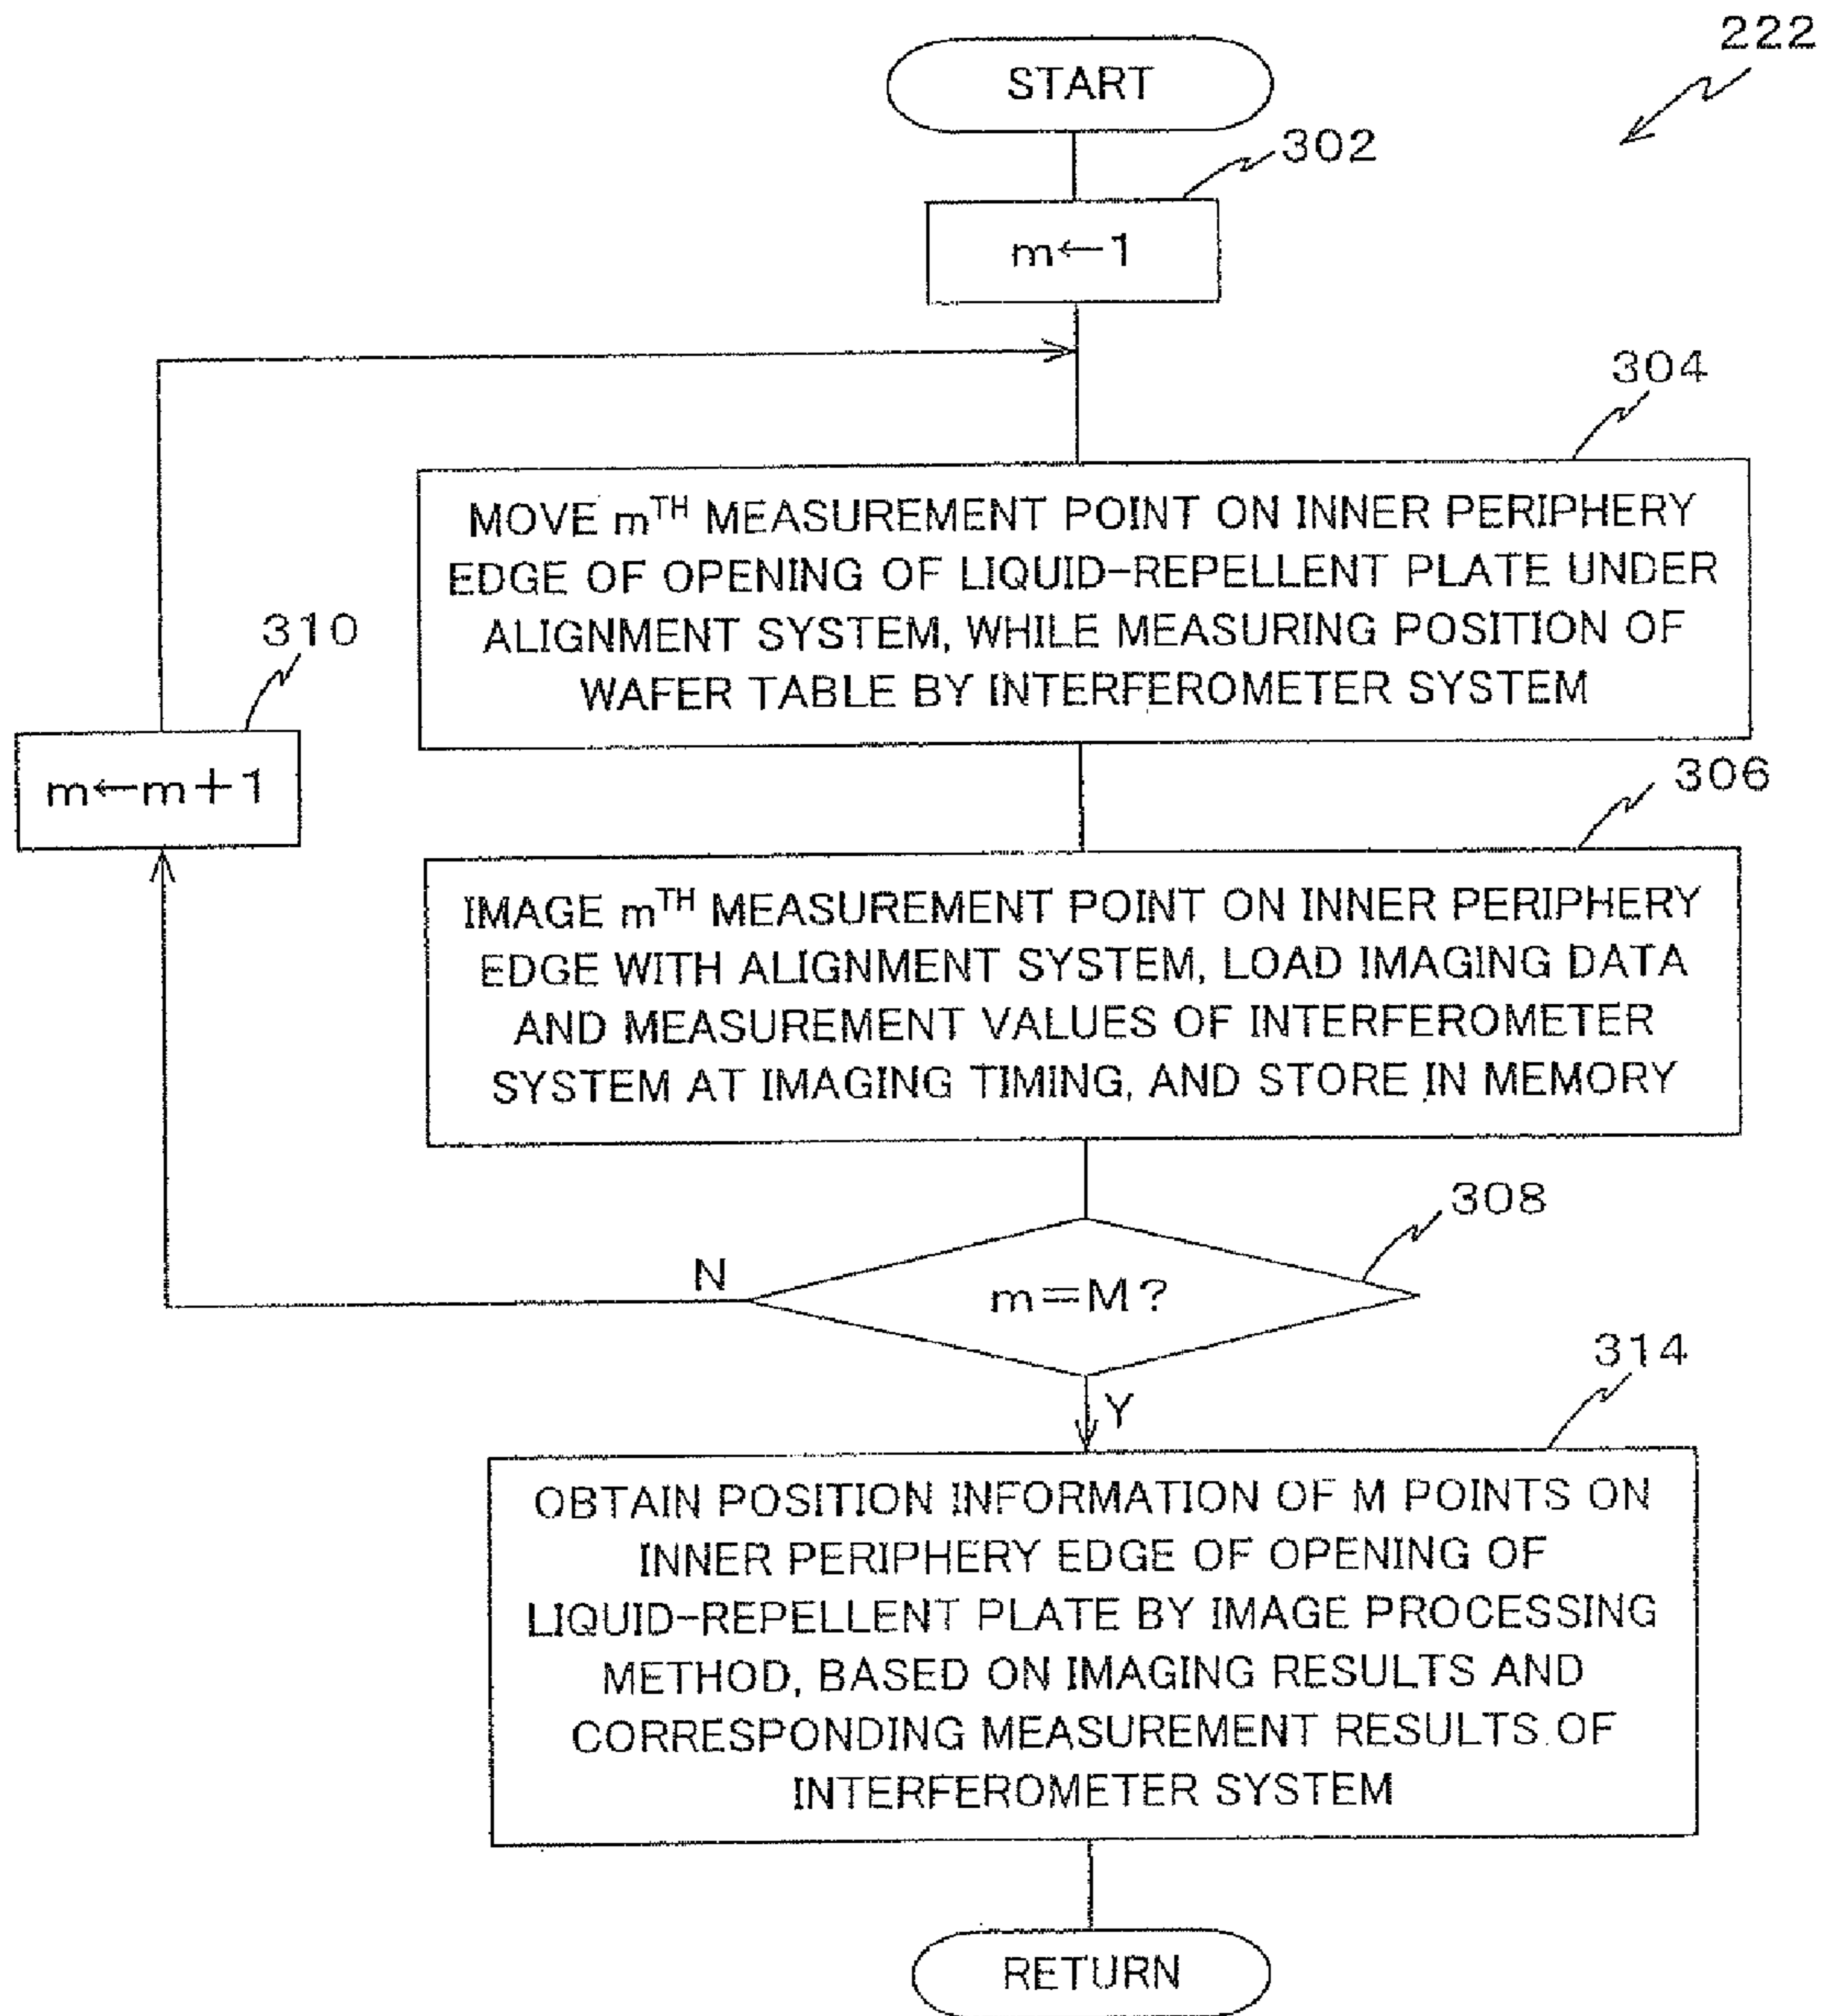 222
START
302
m←1
304
MOVE mTH MEASUREMENT POINT ON INNER PERIPHERY
EDGE OF OPENING OF LIQUID-REPELLENT PLATE UNDER
ALIGNMENT SYSTEM, WHILE MEASURING POSITION OF
WAFER TABLE BY INTERFEROMETER SYSTEM
310
m←m+1
306
IMAGE mTH MEASUREMENT POINT ON INNER PERIPHERY
EDGE WITH ALIGNMENT SYSTEM, LOAD IMAGING DATA
AND MEASUREMENT VALUES OF INTERFEROMETER
SYSTEM AT IMAGING TIMING, AND STORE IN MEMORY
308
N
m=M?
Y
314
OBTAIN POSITION INFORMATION OF M POINTS ON
INNER PERIPHERY EDGE OF OPENING OF
LIQUID-REPELLENT PLATE BY IMAGE PROCESSING
METHOD, BASED ON IMAGING RESULTS AND
CORRESPONDING MEASUREMENT RESULTS OF
INTERFEROMETER SYSTEM
RETURN